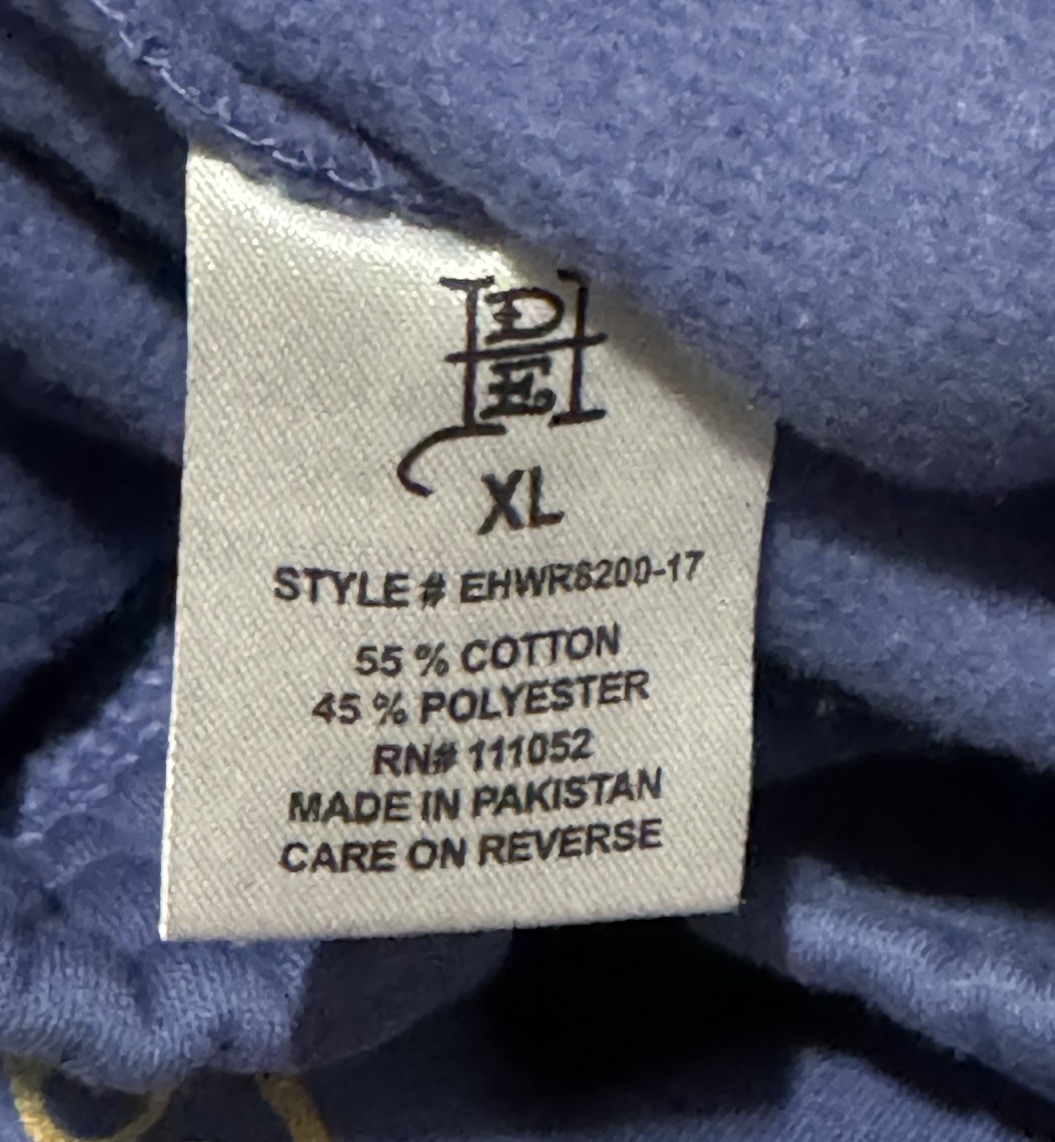 XL
STYLE # EHWR8200-17
55 % COTTON
45 % POLYESTER
RN# 111052
MADE IN PAKISTAN
CARE ON REVERSE